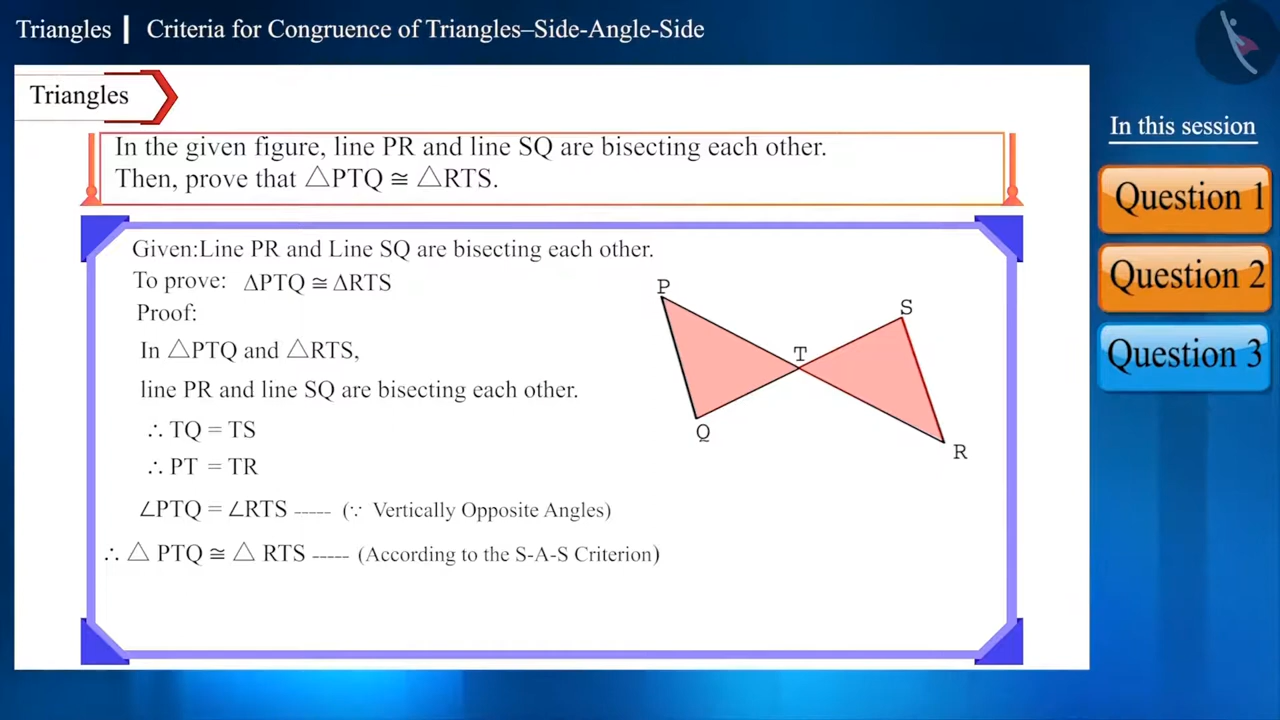 Triangles | Criteria for Congruence of Triangles–Side-Angle-Side
Triangles
In this session
Question 1
Question 2
Question 3
In the given figure, line PR and line SQ are bisecting each other.
Then, prove that △PTQ ≅ △RTS.
Given:Line PR and Line SQ are bisecting each other.
To prove: ΔPTQ ≅ ΔRTS
Proof:
In △PTQ and △RTS,
line PR and line SQ are bisecting each other.
∴ TQ = TS
∴ PT = TR
∠PTQ = ∠RTS ----- (∵ Vertically Opposite Angles)
∴ △ PTQ ≅ △ RTS ----- (According to the S-A-S Criterion)
P
S
T
Q
R